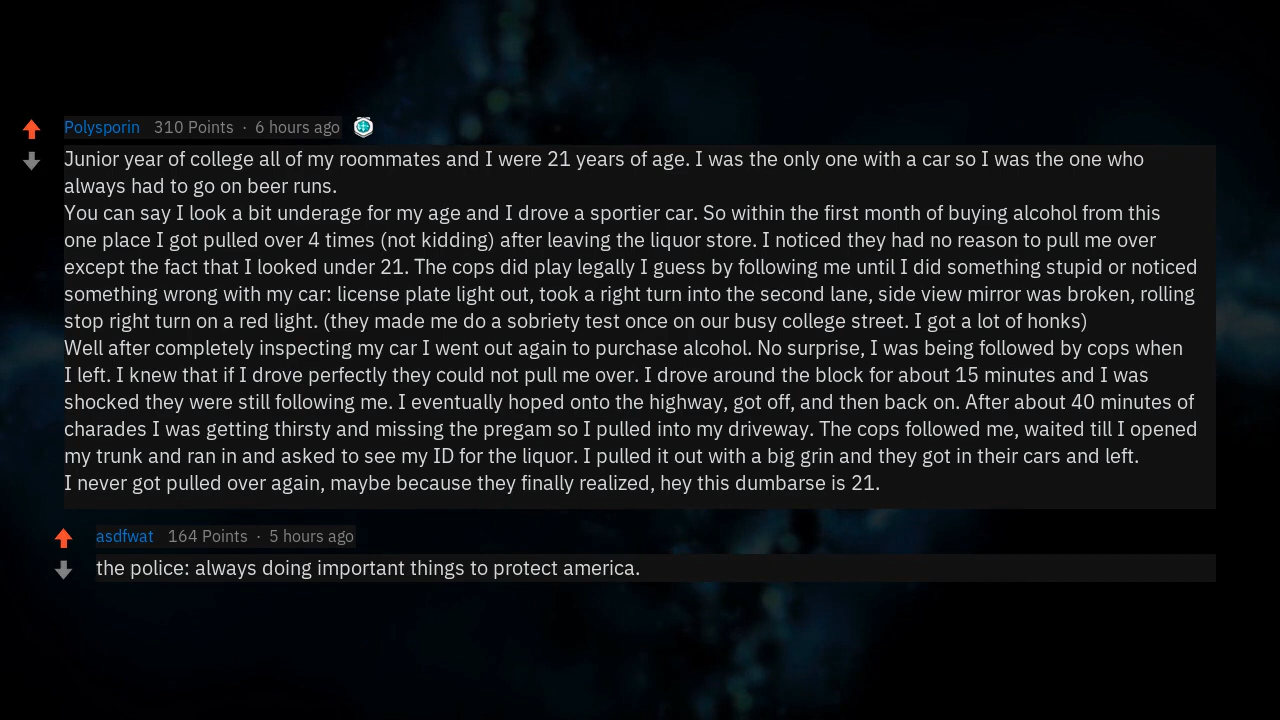 Polysporin 310 Points · 6 hours ago
Junior year of college all of my roommates and I were 21 years of age. I was the only one with a car so I was the one who
always had to go on beer runs.
You can say I look a bit underage for my age and I drove a sportier car. So within the first month of buying alcohol from this
one place I got pulled over 4 times (not kidding) after leaving the liquor store. I noticed they had no reason to pull me over
except the fact that I looked under 21. The cops did play legally I guess by following me until I did something stupid or noticed
something wrong with my car: license plate light out, took a right turn into the second lane, side view mirror was broken, rolling
stop right turn on a red light. (they made me do a sobriety test once on our busy college street. I got a lot of honks)
Well after completely inspecting my car I went out again to purchase alcohol. No surprise, I was being followed by cops when
I left. I knew that if I drove perfectly they could not pull me over. I drove around the block for about 15 minutes and I was
shocked they were still following me. I eventually hoped onto the highway, got off, and then back on. After about 40 minutes of
charades I was getting thirsty and missing the pregam so I pulled into my driveway. The cops followed me, waited till I opened
my trunk and ran in and asked to see my ID for the liquor. I pulled it out with a big grin and they got in their cars and left.
I never got pulled over again, maybe because they finally realized, hey this dumbarse is 21.
asdfwat 164 Points · 5 hours ago
the police: always doing important things to protect america.